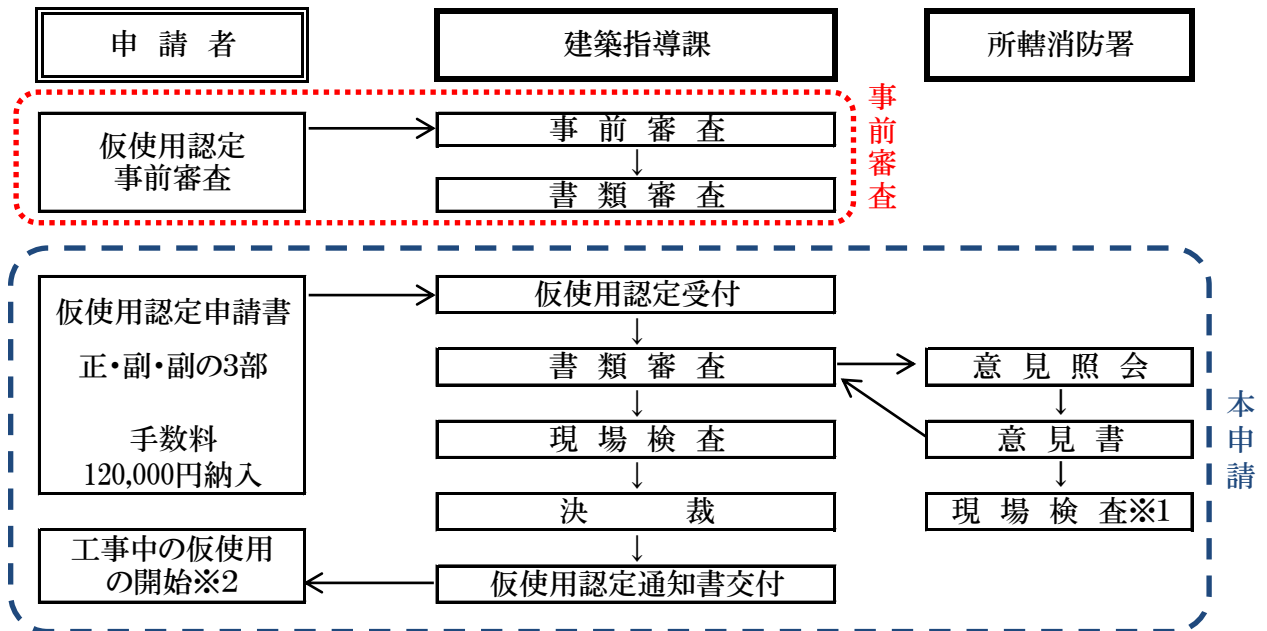 申 請 者
建築指導課
所轄消防署
事前審査
仮使用認定
事前審査
事 前 審 査
↓
書 類 審 査
本申請
仮使用認定申請書
正・副・副の3部
手数料
120,000円納入
仮使用認定受付
↓
書 類 審 査
↓
現 場 検 査
↓
決 裁
↓
仮使用認定通知書交付
意 見 照 会
↓
意 見 書
↓
現 場 検 査※1
工事中の仮使用
の開始※2